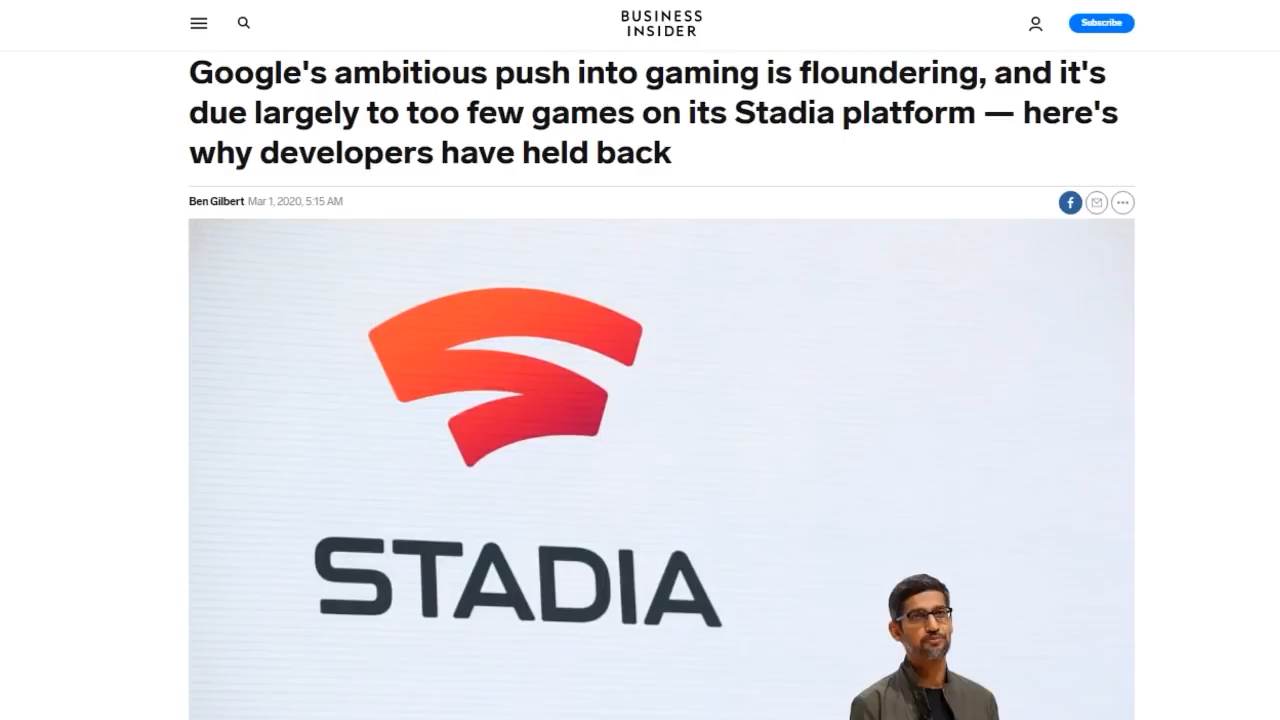 BUSINESS
INSIDER
Subscribe
Google's ambitious push into gaming is floundering, and it's
due largely to too few games on its Stadia platform — here's
why developers have held back
Ben Gilbert Mar 1, 2020, 5:15 AM
STADIA